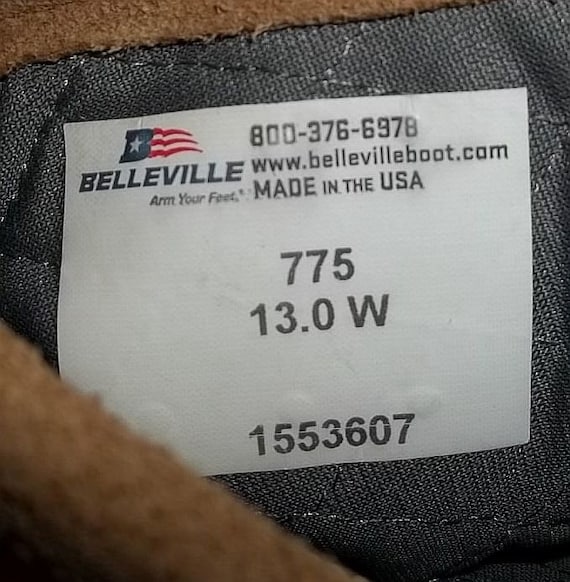 800-376-6978
BELLEVILLE www.bellevilleboot.com
Arm Your Feet. MADE IN THE USA
775
13.0 W
1553607